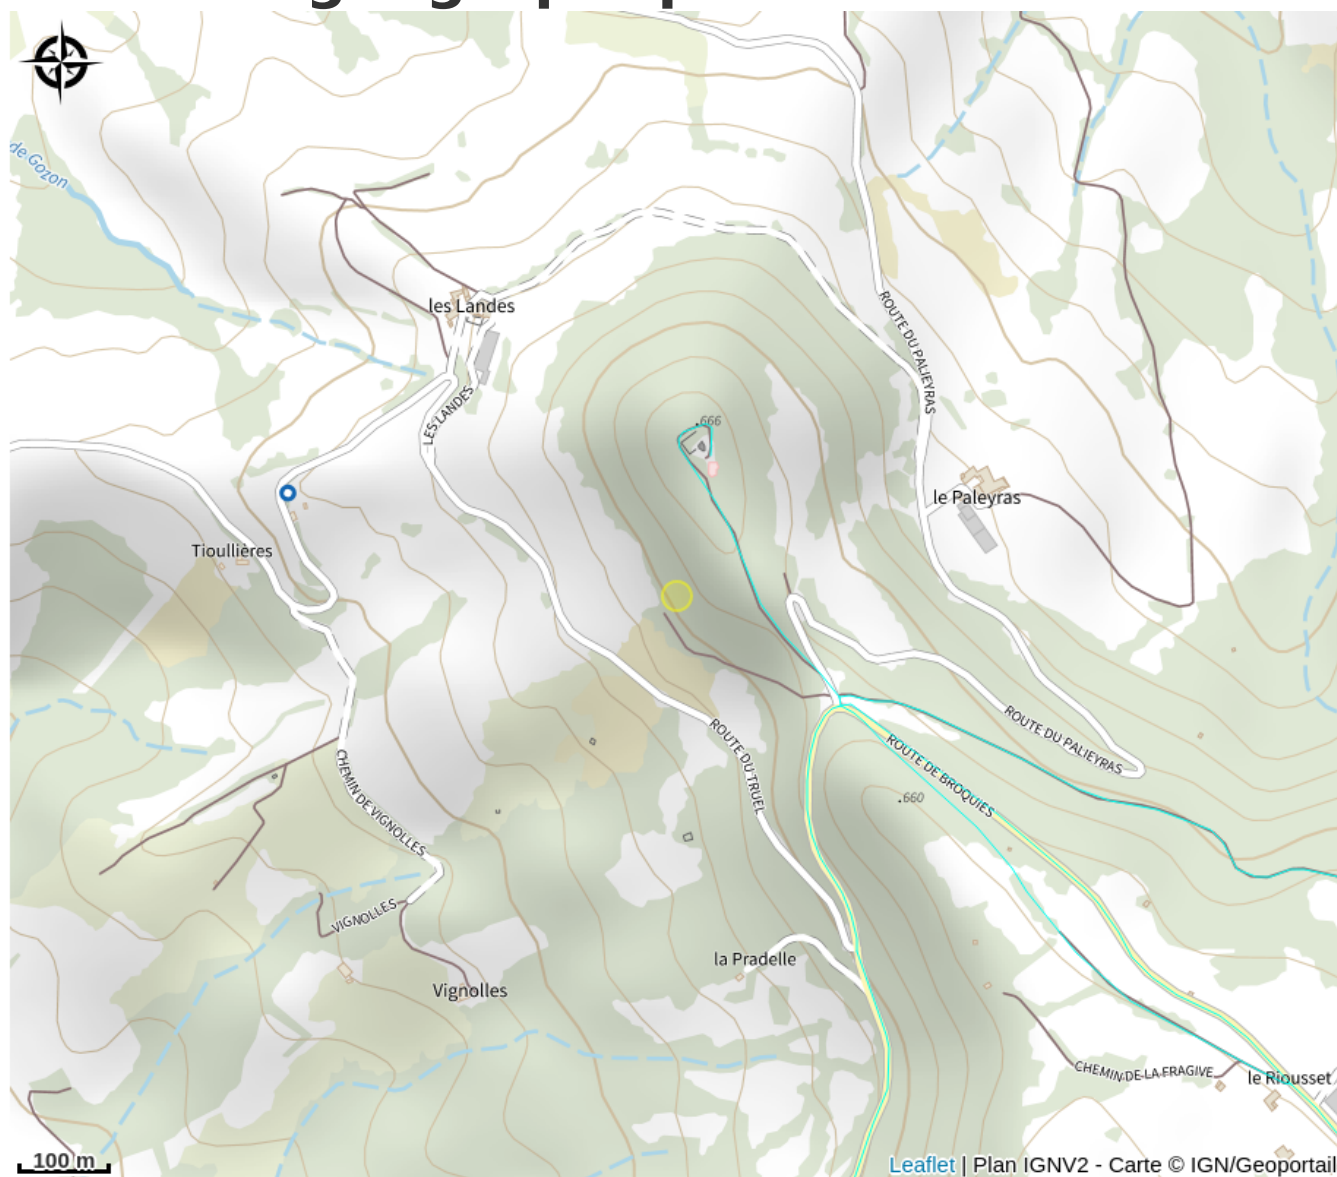 de Gozon
les Landes
ROUTE DU PALIEYRAS
LES LANDES
.666
le Paleyras
Tioullières
ROUTE DU PALIEYRAS
ROUTE DU TRUEL
ROUTE DE BROQUIES
.660
CHEMIN DE VIGNOLLES
VIGNOLLES
la Pradelle
Vignolles
CHEMIN-DE-LA-FRAGIVE
le Riousset
100 m
Leaflet | Plan IGNV2 - Carte © IGN/Geoportail